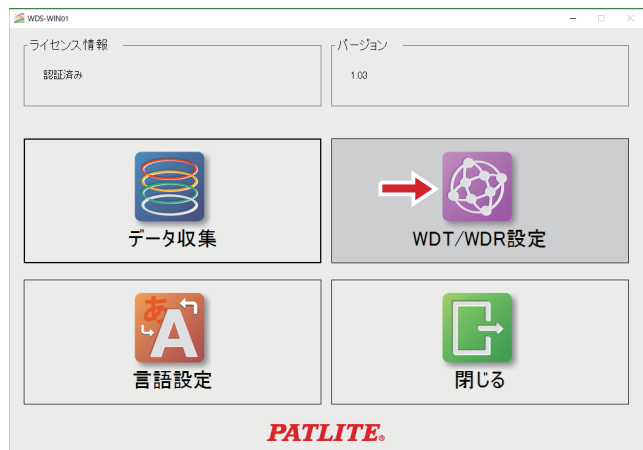 WDS-WIN01
ライセンス情報
認証済み
バージョン
1.03
データ収集
WDT/WDR設定
あ
A
言語設定
閉じる
PATLITE®